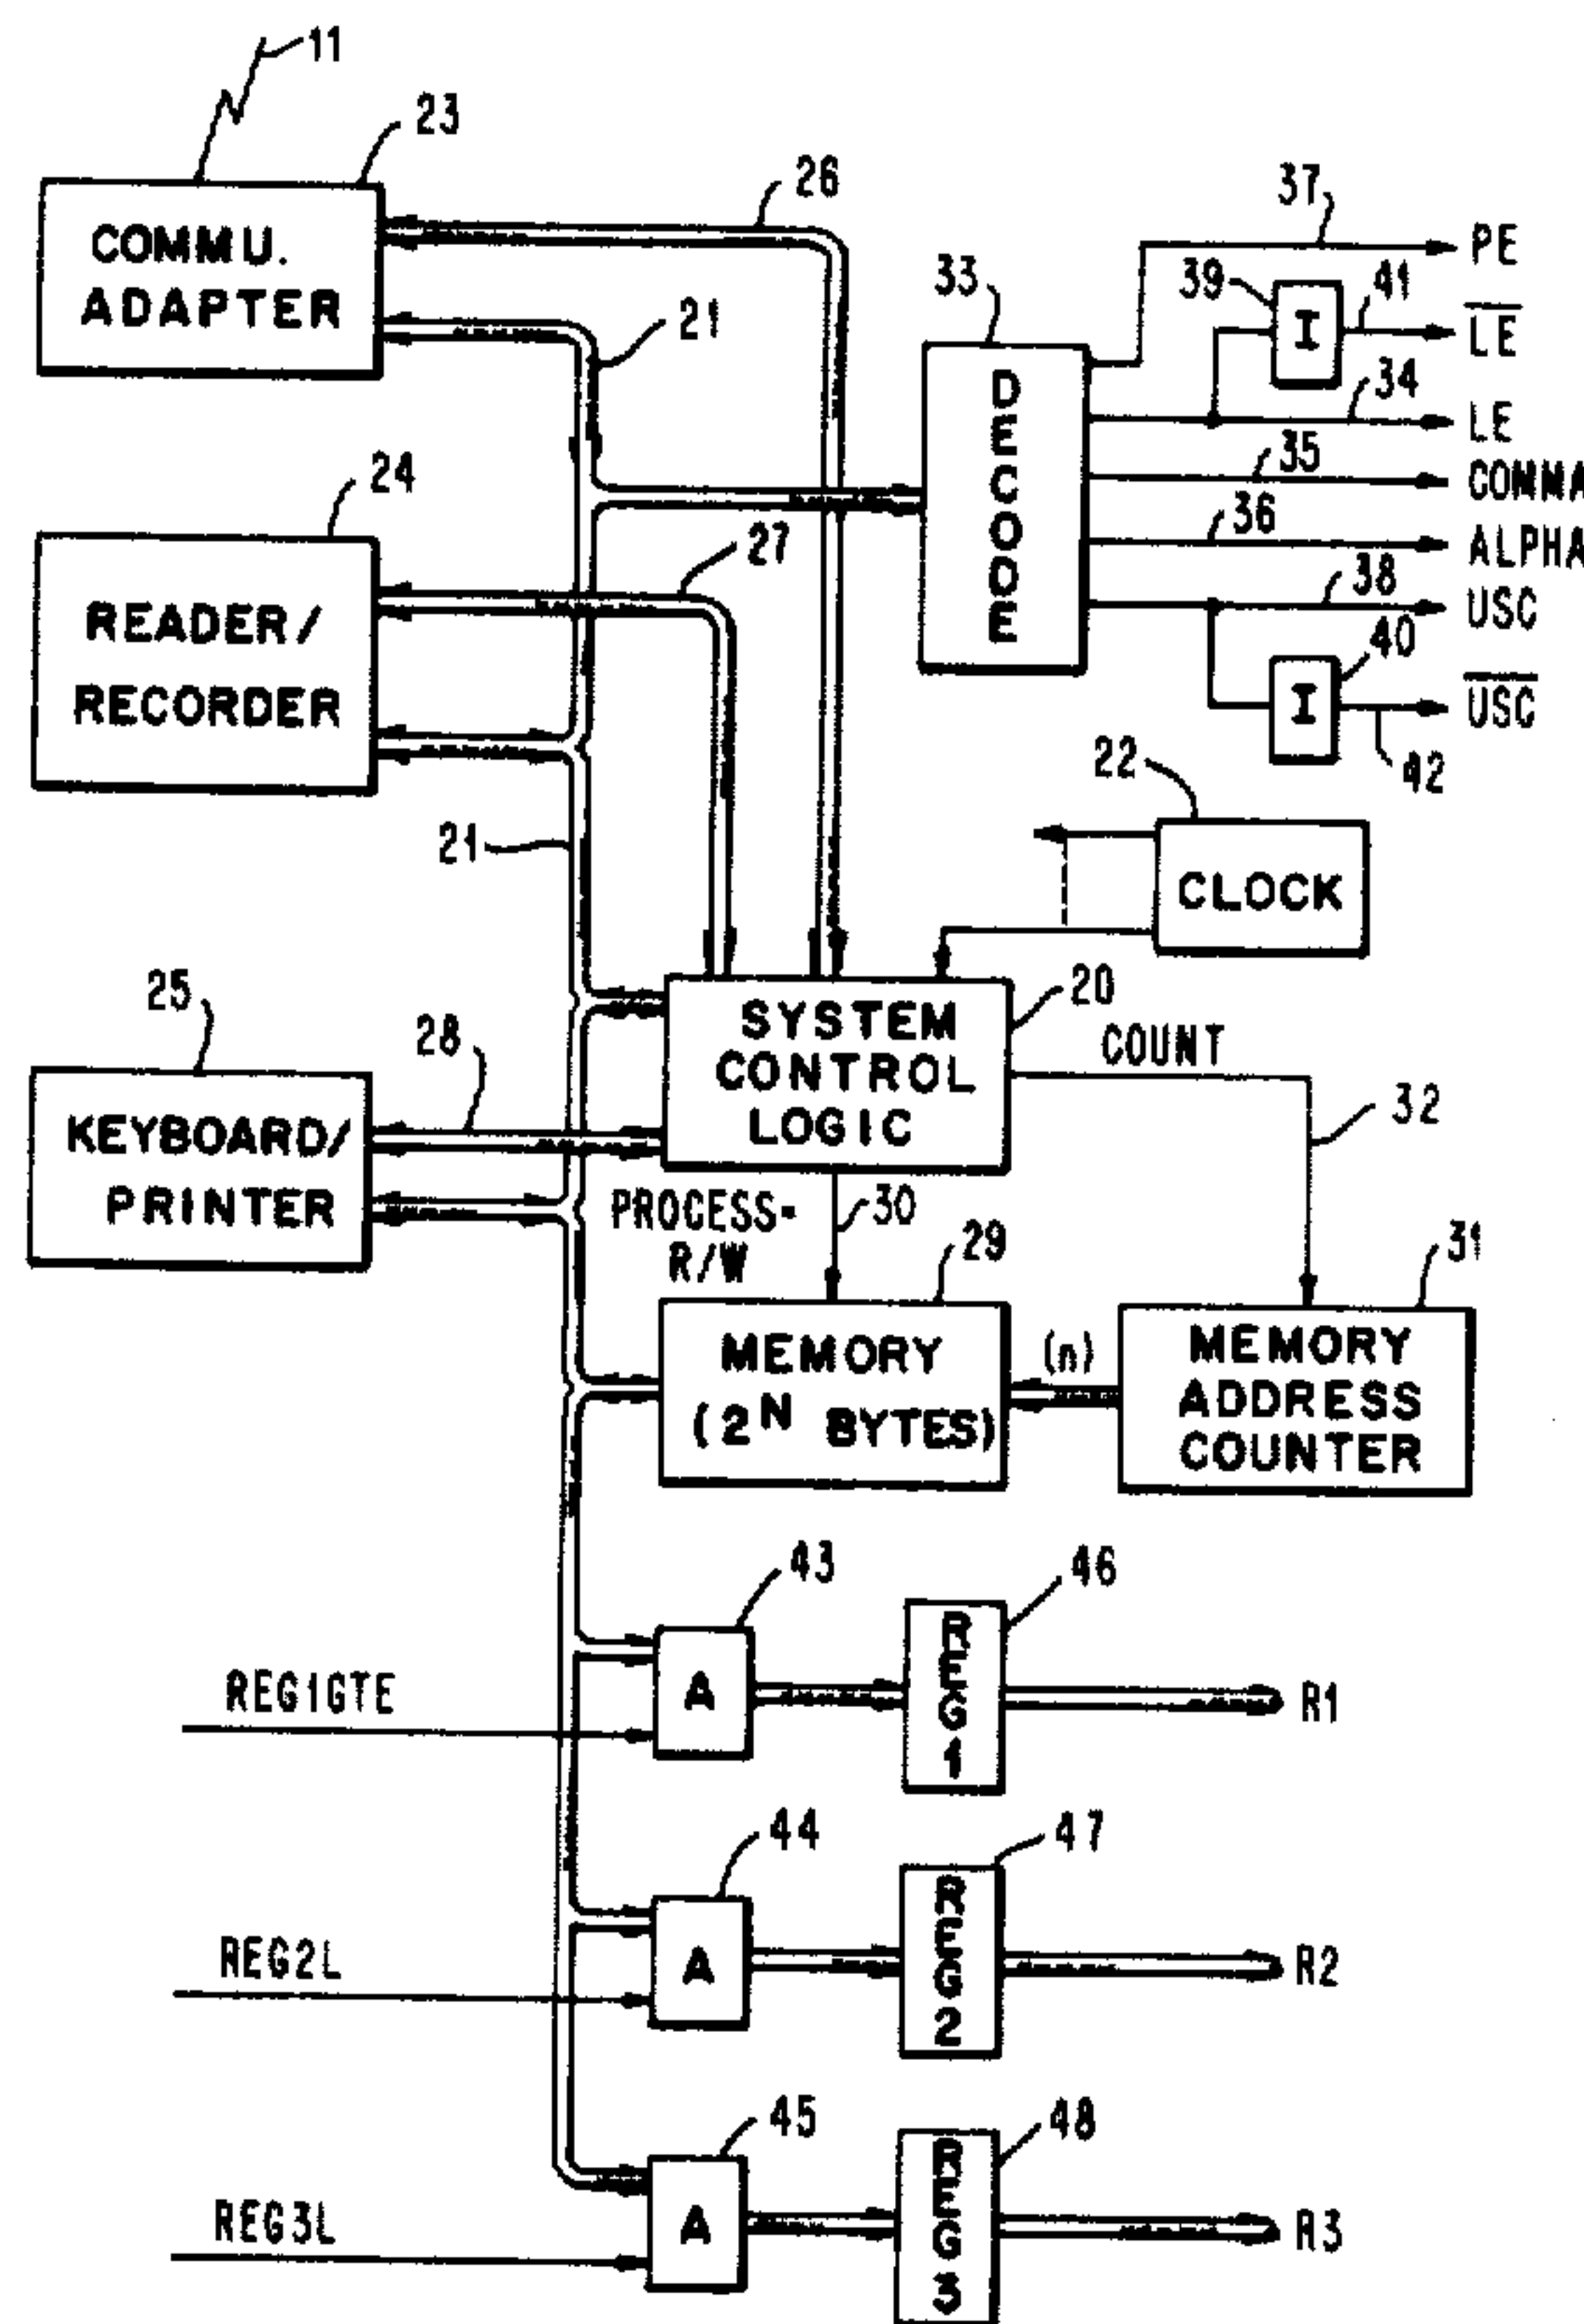 11
23
COMMU.
ADAPTER
26
21
33
DECODE
37
PE
39
I
41
LE
34
LE
35
COMMA
36
ALPHA
38
USC
40
I
USC
42
24
READER/
RECORDER
27
21
22
CLOCK
25
KEYBOARD/
PRINTER
28
SYSTEM
CONTROL
LOGIC
20
COUNT
32
PROCESS-
R/W
30
29
MEMORY
(2^N BYTES)
(n)
31
MEMORY
ADDRESS
COUNTER
43
46
REG1GTE
A
REG1
R1
44
47
REG2L
A
REG2
R2
45
48
REG3L
A
REG3
R3